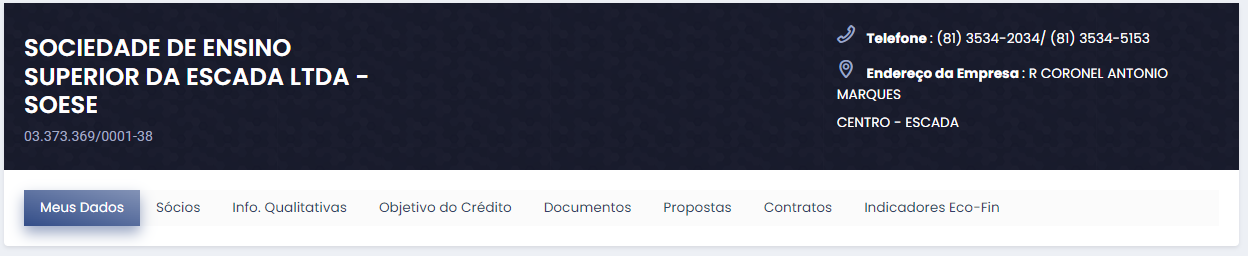 SOCIEDADE DE ENSINO
SUPERIOR DA ESCADA LTDA -
SOESE
03.373.369/0001-38
Telefone : (81) 3534-2034/ (81) 3534-5153
Endereço da Empresa : R CORONEL ANTONIO
MARQUES
CENTRO - ESCADA
Meus Dados Sócios Info. Qualitativas Objetivo do Crédito Documentos Propostas Contratos Indicadores Eco-Fin